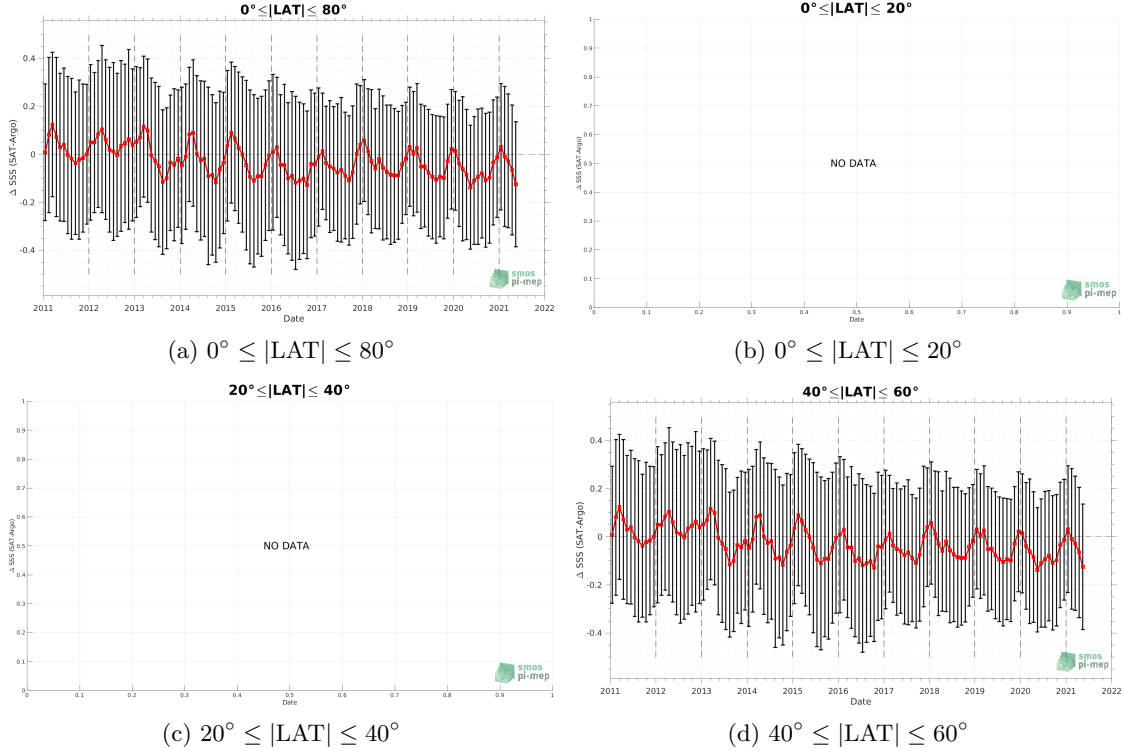 0°≤|LAT|≤ 80°
Δ SSS (SAT-Argo)
0.4
0.2
0
-0.2
-0.4
2011 2012 2013 2014 2015 2016 2017 2018 2019 2020 2021 2022
Date
smos
pi-mep
(a) 0° ≤ |LAT| ≤ 80°
0°≤|LAT|≤ 20°
Δ SSS (SAT-Argo)
1
0.9
0.8
0.7
0.6
0.5
0.4
0.3
0.2
0.1
0
NO DATA
0 0.1 0.2 0.3 0.4 0.5 0.6 0.7 0.8 0.9 1
Date
smos
pi-mep
(b) 0° ≤ |LAT| ≤ 20°
20°≤|LAT|≤ 40°
Δ SSS (SAT-Argo)
1
0.9
0.8
0.7
0.6
0.5
0.4
0.3
0.2
0.1
0
NO DATA
0 0.1 0.2 0.3 0.4 0.5 0.6 0.7 0.8 0.9 1
Date
smos
pi-mep
(c) 20° ≤ |LAT| ≤ 40°
40°≤|LAT|≤ 60°
Δ SSS (SAT-Argo)
0.4
0.2
0
-0.2
-0.4
2011 2012 2013 2014 2015 2016 2017 2018 2019 2020 2021 2022
Date
smos
pi-mep
(d) 40° ≤ |LAT| ≤ 60°